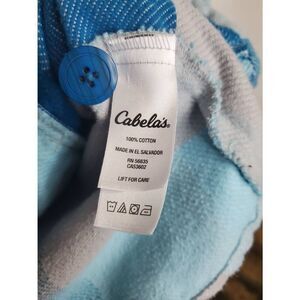 Cabela's®
100% COTTON
MADE IN EL SALVADOR
RN 56835
CA53602
LIFT FOR CARE